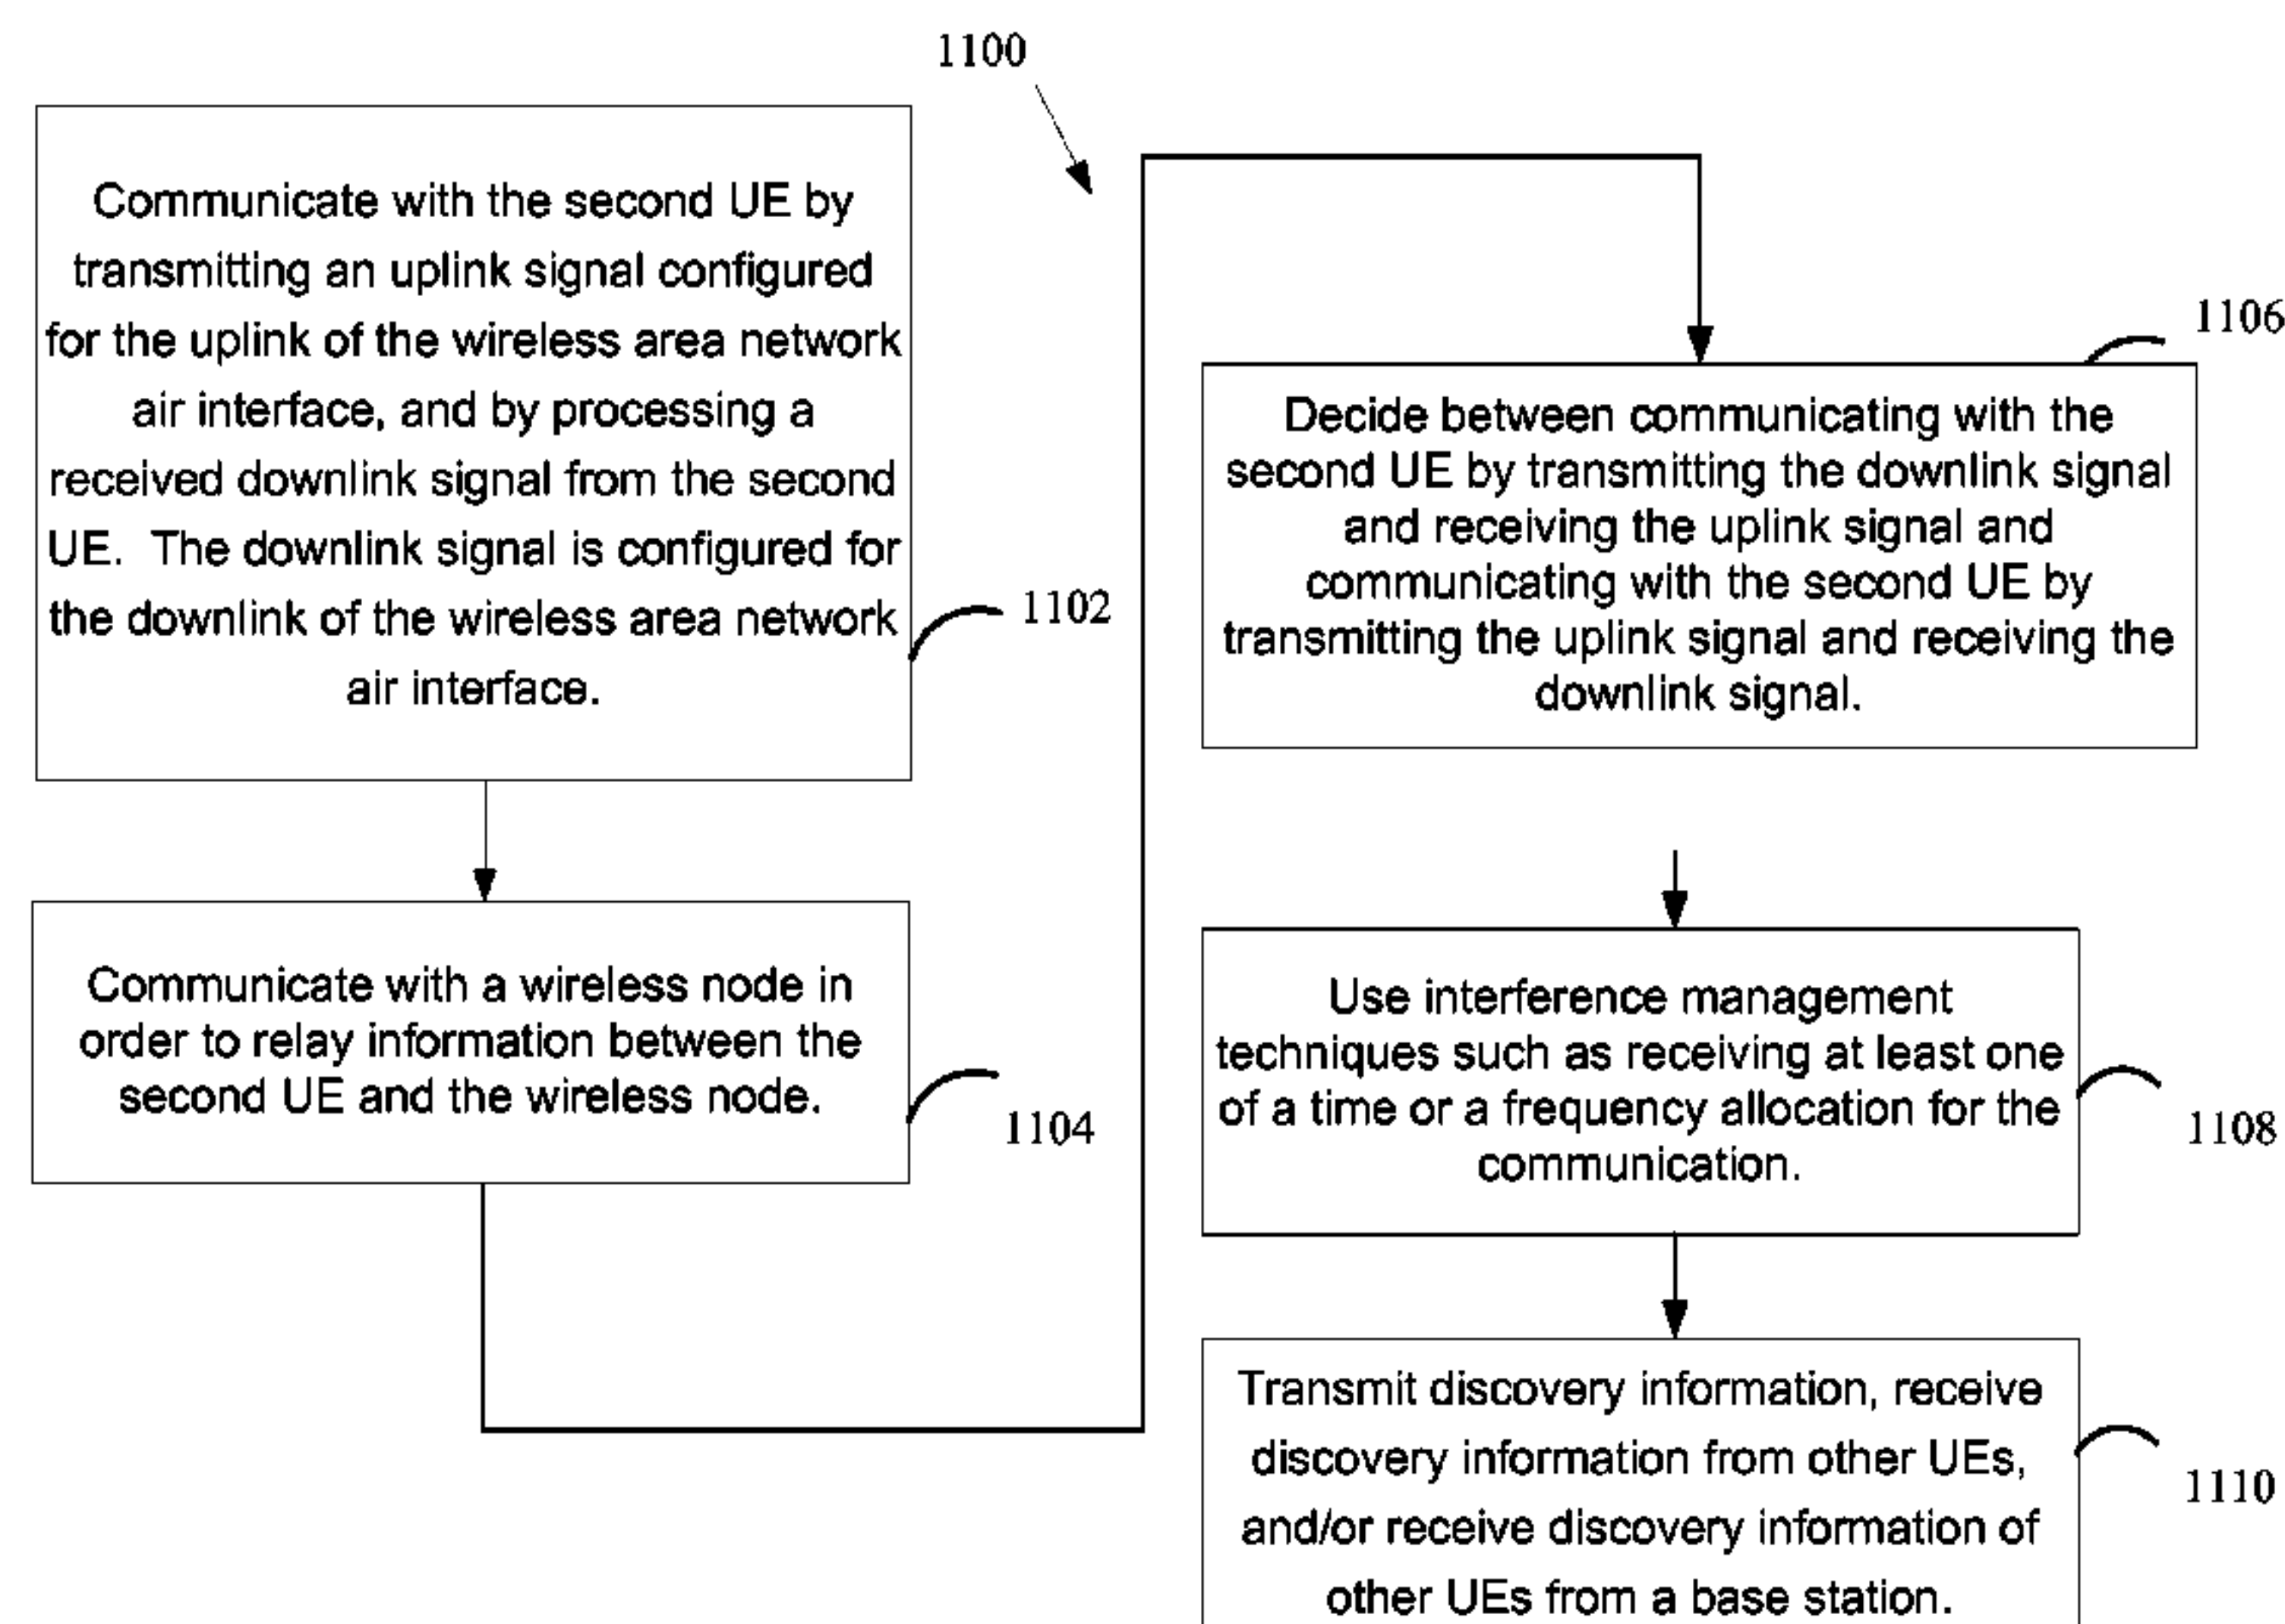 1100
Communicate with the second UE by
transmitting an uplink signal configured
for the uplink of the wireless area network
air interface, and by processing a
received downlink signal from the second
UE. The downlink signal is configured for
the downlink of the wireless area network
air interface.
1102
Communicate with a wireless node in
order to relay information between the
second UE and the wireless node.
1104
1106
Decide between communicating with the
second UE by transmitting the downlink signal
and receiving the uplink signal and
communicating with the second UE by
transmitting the uplink signal and receiving the
downlink signal.
Use interference management
techniques such as receiving at least one
of a time or a frequency allocation for the
communication.
1108
Transmit discovery information, receive
discovery information from other UEs,
and/or receive discovery information of
other UEs from a base station.
1110